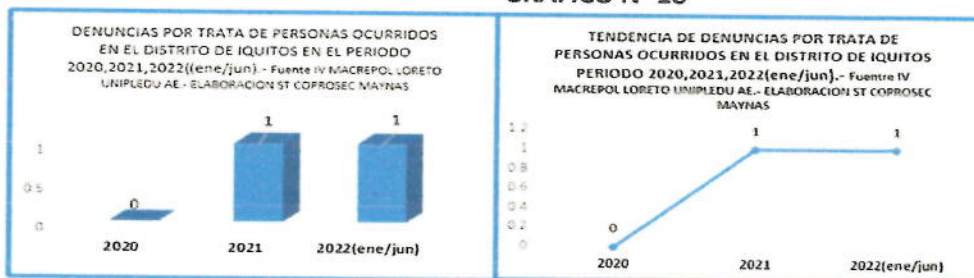 DENUNCIAS POR TRATA DE PERSONAS OCURRIDOS
EN EL DISTRITO DE IQUITOS EN EL PERIODO
2020,2021,2022((ene/jun).- Fuente IV MACREPOL LORETO
UNIPLEDU AE.- ELABORACION ST COPROSEC MAYNAS
1
1
1
0.5
0
0
2020
2021
2022(ene/jun)
TENDENCIA DE DENUNCIAS POR TRATA DE
PERSONAS OCURRIDOS EN EL DISTRITO DE IQUITOS
PERIODO 2020,2021,2022(ene/jun).- Fuentre IV
MACREPOL LORETO UNIPLEDU AE.- ELABORACION ST COPROSEC
MAYNAS
1.2
1
0.8
0.6
0.4
0.2
0
0
1
1
2020
2021
2022(ene/jun)